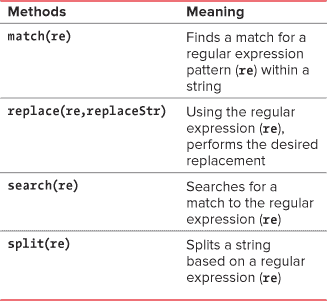 Methods Meaning
match(re) Finds a match for a
regular expression
pattern (re) within a
string
replace(re,replaceStr) Using the regular
expression (re),
performs the desired
replacement
search(re) Searches for a
match to the regular
expression (re)
split(re) Splits a string
based on a regular
expression (re)